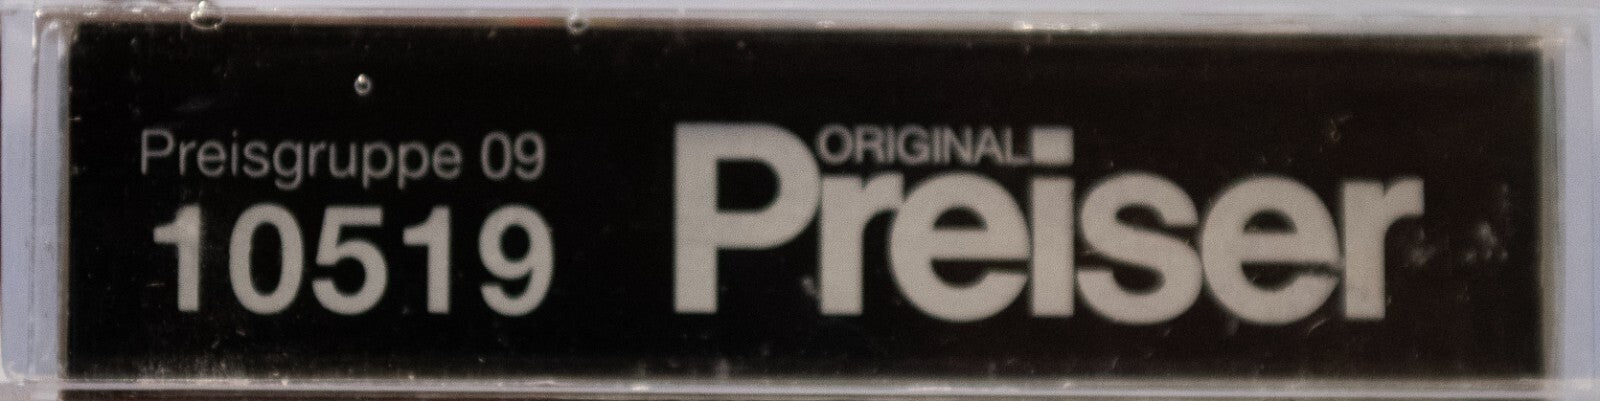 Preisgruppe 09
10519
ORIGINAL
Preiser